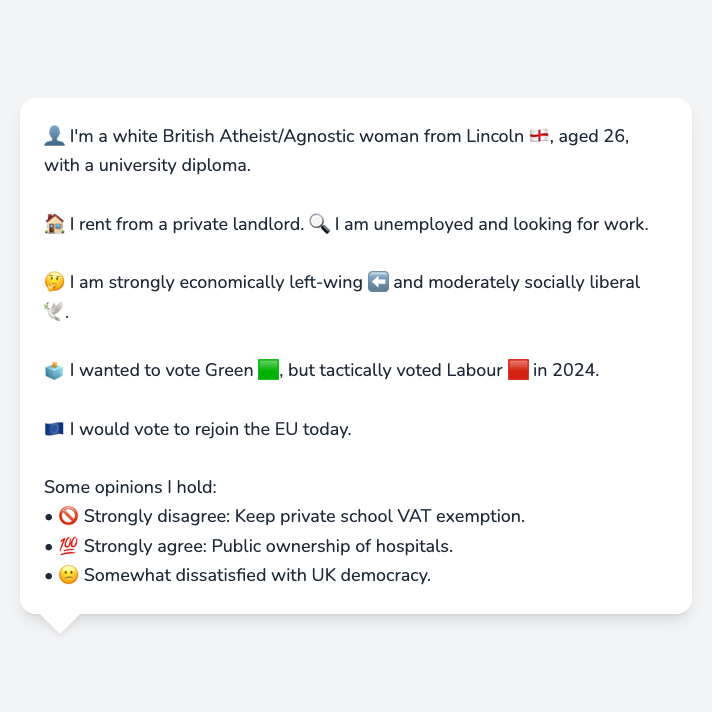 👤 I'm a white British Atheist/Agnostic woman from Lincoln 🏴󠁧󠁢󠁥󠁮󠁧󠁿, aged 26,
with a university diploma.
🏠 I rent from a private landlord. 🔍 I am unemployed and looking for work.
🤔 I am strongly economically left-wing ⬅️ and moderately socially liberal
🕊️.
🗳️ I wanted to vote Green 🟩, but tactically voted Labour 🟥 in 2024.
🇪🇺 I would vote to rejoin the EU today.
Some opinions I hold:
• 🚫 Strongly disagree: Keep private school VAT exemption.
• 💯 Strongly agree: Public ownership of hospitals.
• 😕 Somewhat dissatisfied with UK democracy.